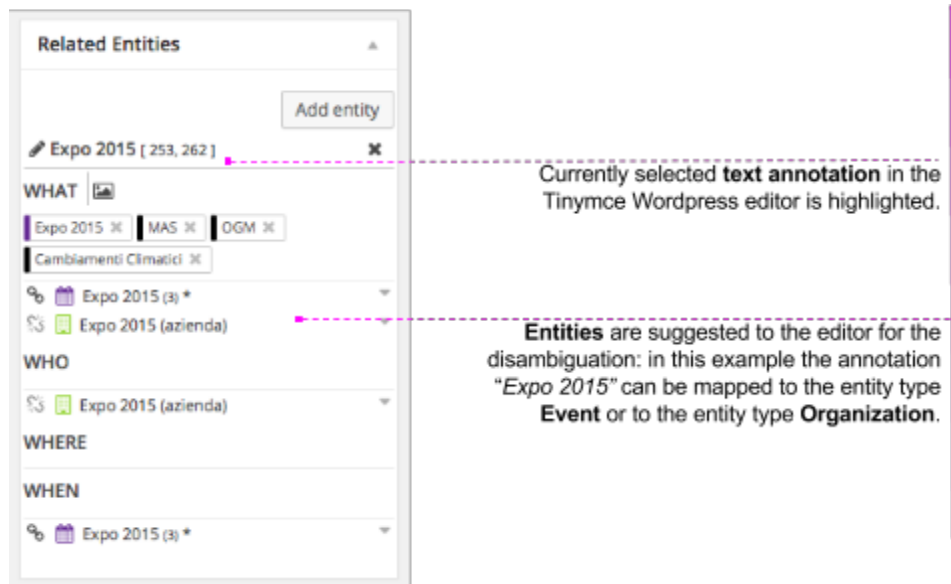 Related Entities
Add entity
Expo 2015 [ 253, 262 ]
WHAT
Expo 2015 MAS OGM
Cambiamenti Climatici
Expo 2015 (3) *
Expo 2015 (azienda)
WHO
Expo 2015 (azienda)
WHERE
WHEN
Expo 2015 (3) *
Currently selected text annotation in the
Tinymce Wordpress editor is highlighted.
Entities are suggested to the editor for the
disambiguation: in this example the annotation
“Expo 2015” can be mapped to the entity type
Event or to the entity type Organization.